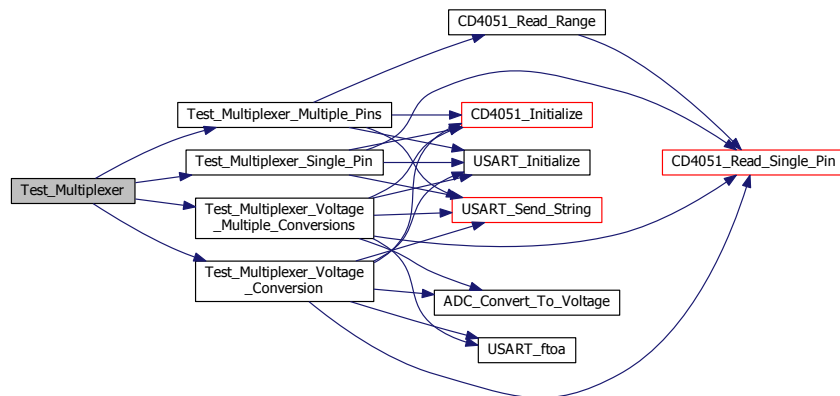 CD4051_Read_Range
Test_Multiplexer_Multiple_Pins
CD4051_Initialize
Test_Multiplexer_Single_Pin
USART_Initialize
CD4051_Read_Single_Pin
Test_Multiplexer
Test_Multiplexer_Voltage
_Multiple_Conversions
USART_Send_String
Test_Multiplexer_Voltage
_Conversion
ADC_Convert_To_Voltage
USART_ftoa